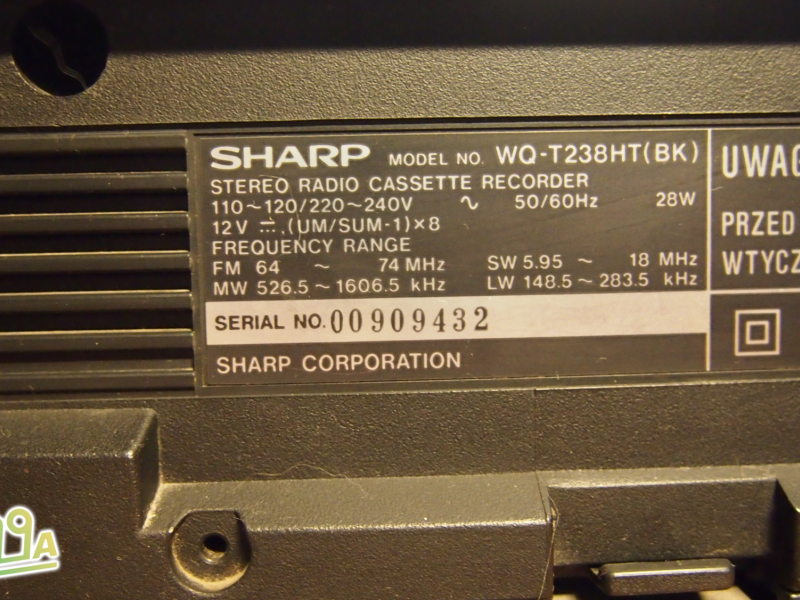 SHARP MODEL NO. WQ-T238HT(BK)
STEREO RADIO CASSETTE RECORDER
110~120/220~240V ∿ 50/60Hz 28W
12V ⎓ (UM/SUM-1)×8
FREQUENCY RANGE
FM 64 ~ 74 MHz SW 5.95 ~ 18 MHz
MW 526.5 ~ 1606.5 kHz LW 148.5 ~ 283.5 kHz
SERIAL NO. 00909432
SHARP CORPORATION
UWAG
PRZED
WTYCZ